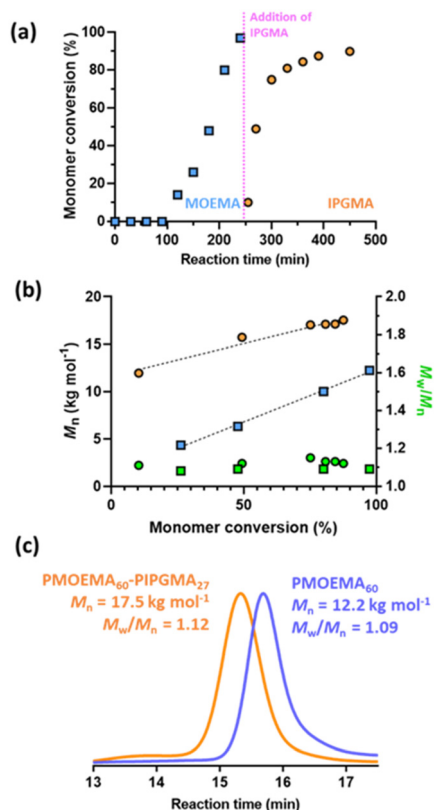 (a)
Addition of
IPGMA
Monomer conversion (%)
100
80
60
40
20
0
MOEMA
IPGMA
0
100
200
300
400
500
Reaction time (min)
(b)
Mn (kg mol-1)
20
15
10
5
0
2.0
1.8
1.6
1.4
1.2
1.0
Mw/Mn
0
20
40
60
80
100
Monomer conversion (%)
(c)
PMOEMA60-PIPGMA27
Mn = 17.5 kg mol-1
Mw/Mn = 1.12
PMOEMA60
Mn = 12.2 kg mol-1
Mw/Mn = 1.09
13
14
15
16
17
Reaction time (min)